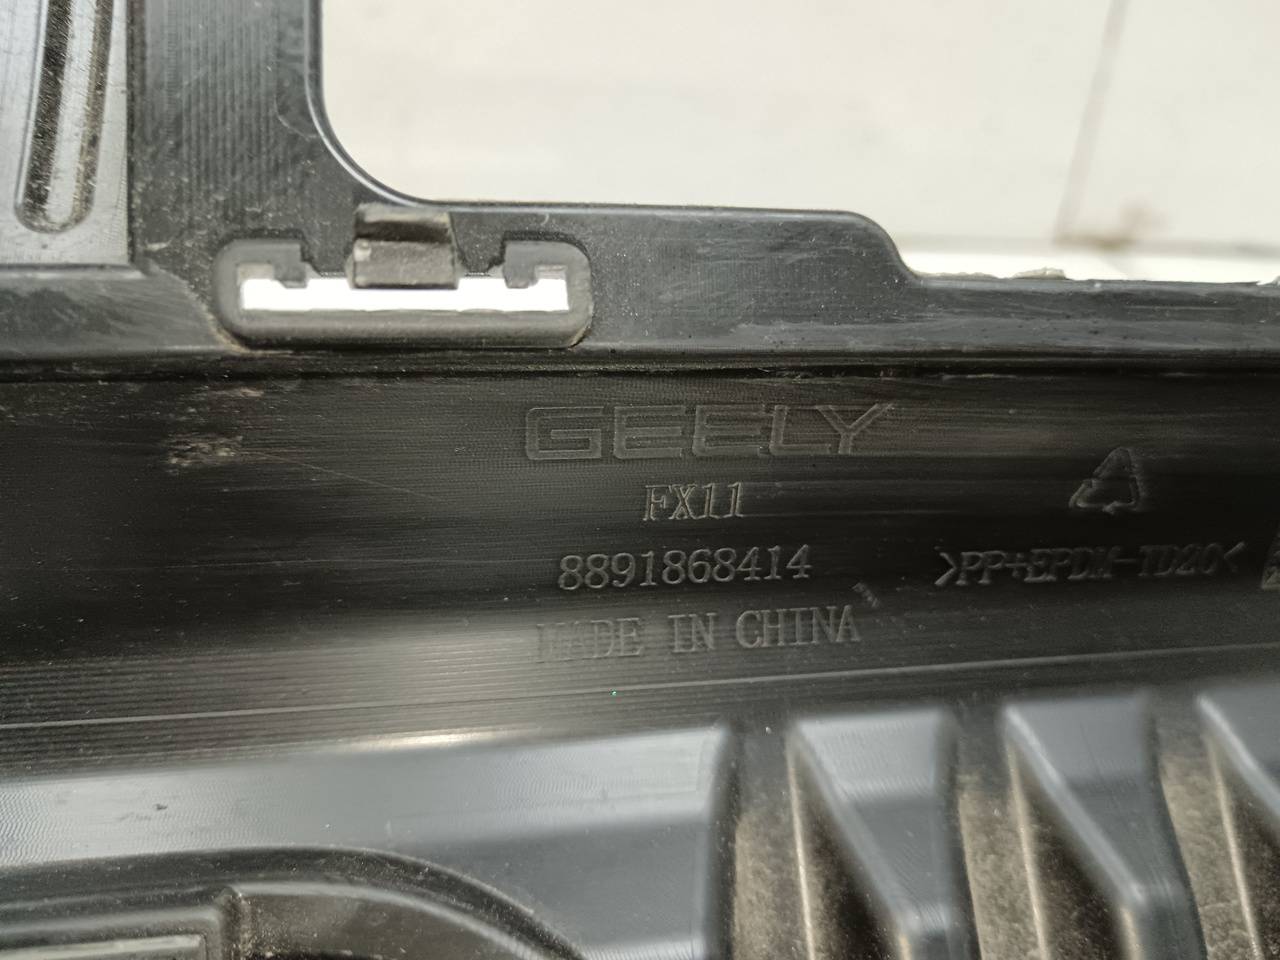 GEELY
FX11
8891868414
>PP+EPDM-TD20<
MADE IN CHINA